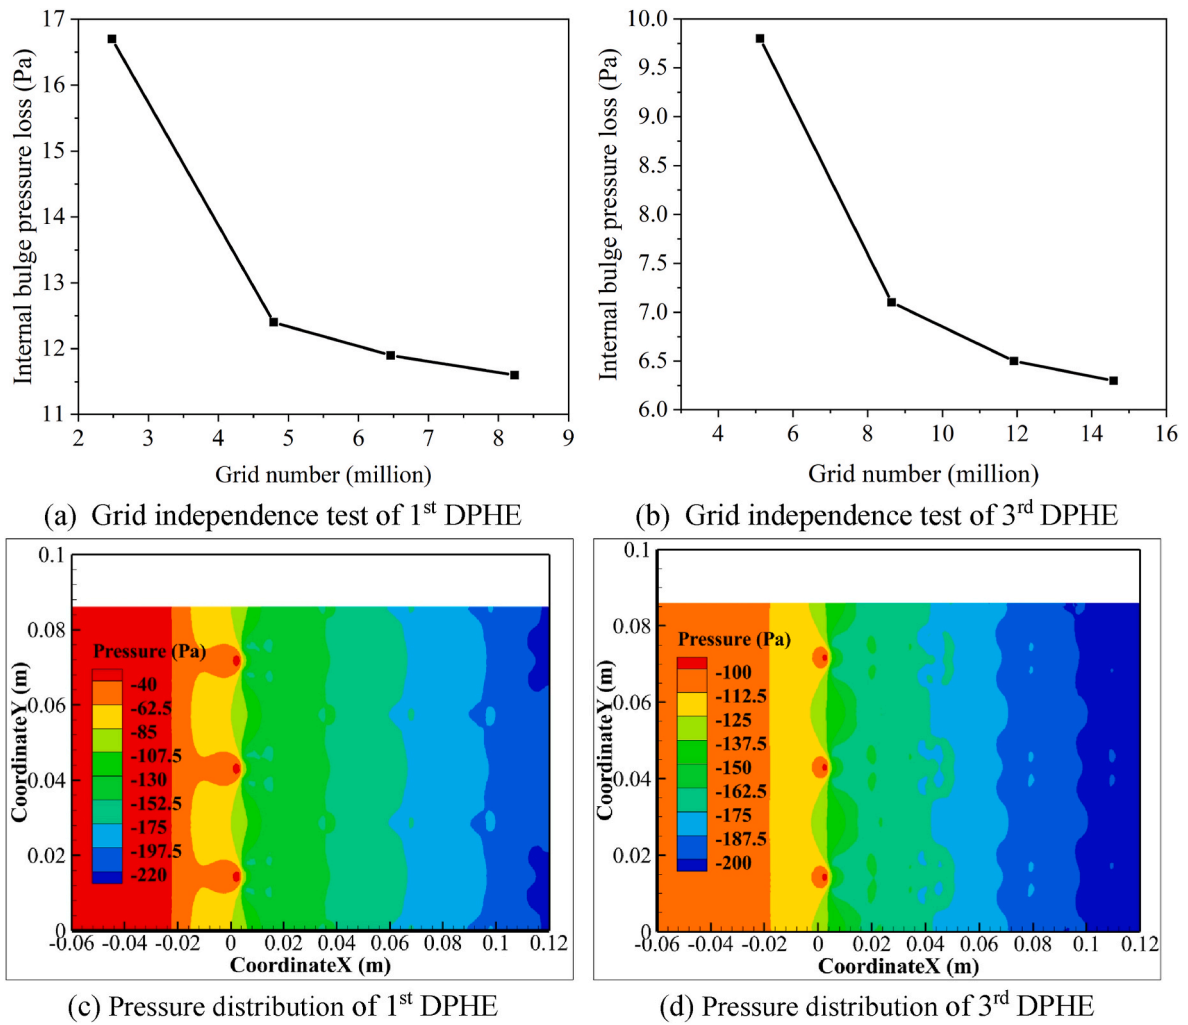 17
16
15
14
13
12
11
Internal bulge pressure loss (Pa)
2 3 4 5 6 7 8 9
Grid number (million)
(a) Grid independence test of 1st DPHE
10.0
9.5
9.0
8.5
8.0
7.5
7.0
6.5
6.0
Internal bulge pressure loss (Pa)
4 6 8 10 12 14 16
Grid number (million)
(b) Grid independence test of 3rd DPHE
0.1
0.08
0.06
0.04
0.02
0
CoordinateY (m)
Pressure (Pa)
-40
-62.5
-85
-107.5
-130
-152.5
-175
-197.5
-220
-0.06 -0.04 -0.02 0 0.02 0.04 0.06 0.08 0.10 0.12
CoordinateX (m)
(c) Pressure distribution of 1st DPHE
0.1
0.08
0.06
0.04
0.02
0
CoordinateY (m)
Pressure (Pa)
-100
-112.5
-125
-137.5
-150
-162.5
-175
-187.5
-200
-0.06 -0.04 -0.02 0 0.02 0.04 0.06 0.08 0.10 0.12
CoordinateX (m)
(d) Pressure distribution of 3rd DPHE